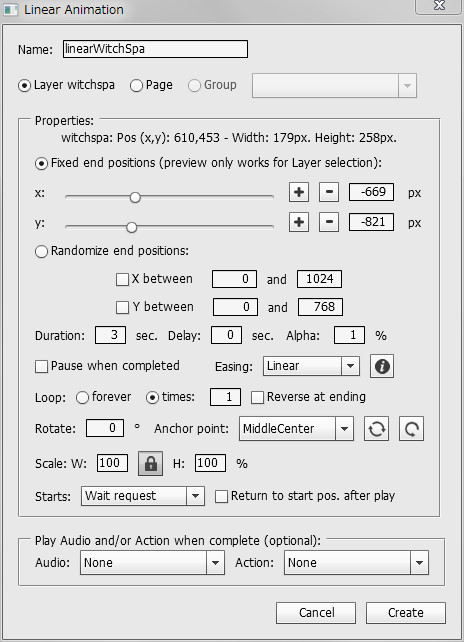 Linear Animation
Name: linearWitchSpa
Layer witchspa Page Group
Properties:
witchspa: Pos (x,y): 610,453 - Width: 179px. Height: 258px.
Fixed end positions (preview only works for Layer selection):
x: + - -669 px
y: + - -821 px
Randomize end positions:
X between 0 and 1024
Y between 0 and 768
Duration: 3 sec. Delay: 0 sec. Alpha: 1 %
Pause when completed Easing: Linear
Loop: forever times: 1 Reverse at ending
Rotate: 0 ° Anchor point: MiddleCenter
Scale: W: 100 H: 100 %
Starts: Wait request Return to start pos. after play
Play Audio and/or Action when complete (optional):
Audio: None Action: None
Cancel Create